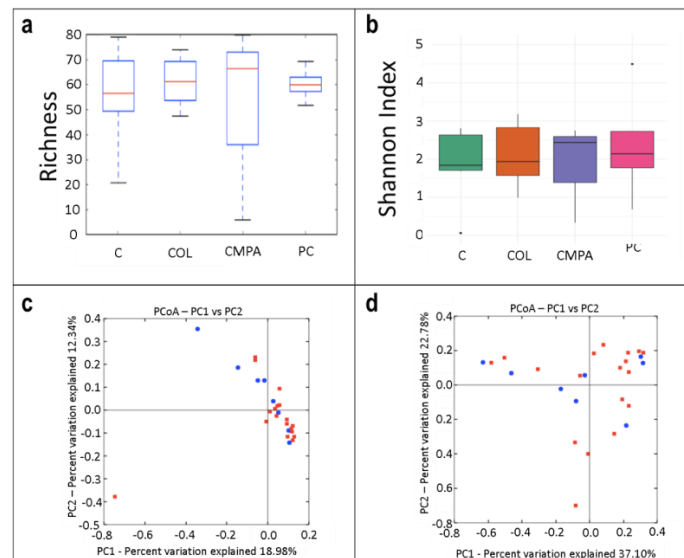 a
Richness
80
70
60
50
40
30
20
10
0
C COL CMPA PC
b
Shannon Index
5
4
3
2
1
0
C COL CMPA PC
c
PCoA – PC1 vs PC2
PC2 – Percent variation explained 12.34%
0.4
0.3
0.2
0.1
0.0
-0.1
-0.2
-0.3
-0.4
-0.5
-0.8 -0.6 -0.4 -0.2 0.0 0.2
PC1 - Percent variation explained 18.98%
d
PCoA – PC1 vs PC2
PC2 – Percent variation explained 22.78%
0.4
0.2
0.0
0.2
0.4
0.6
-0.8
-0.8 -0.6 -0.4 -0.2 0.0 0.2 0.4
PC1 – Percent variation explained 37.10%